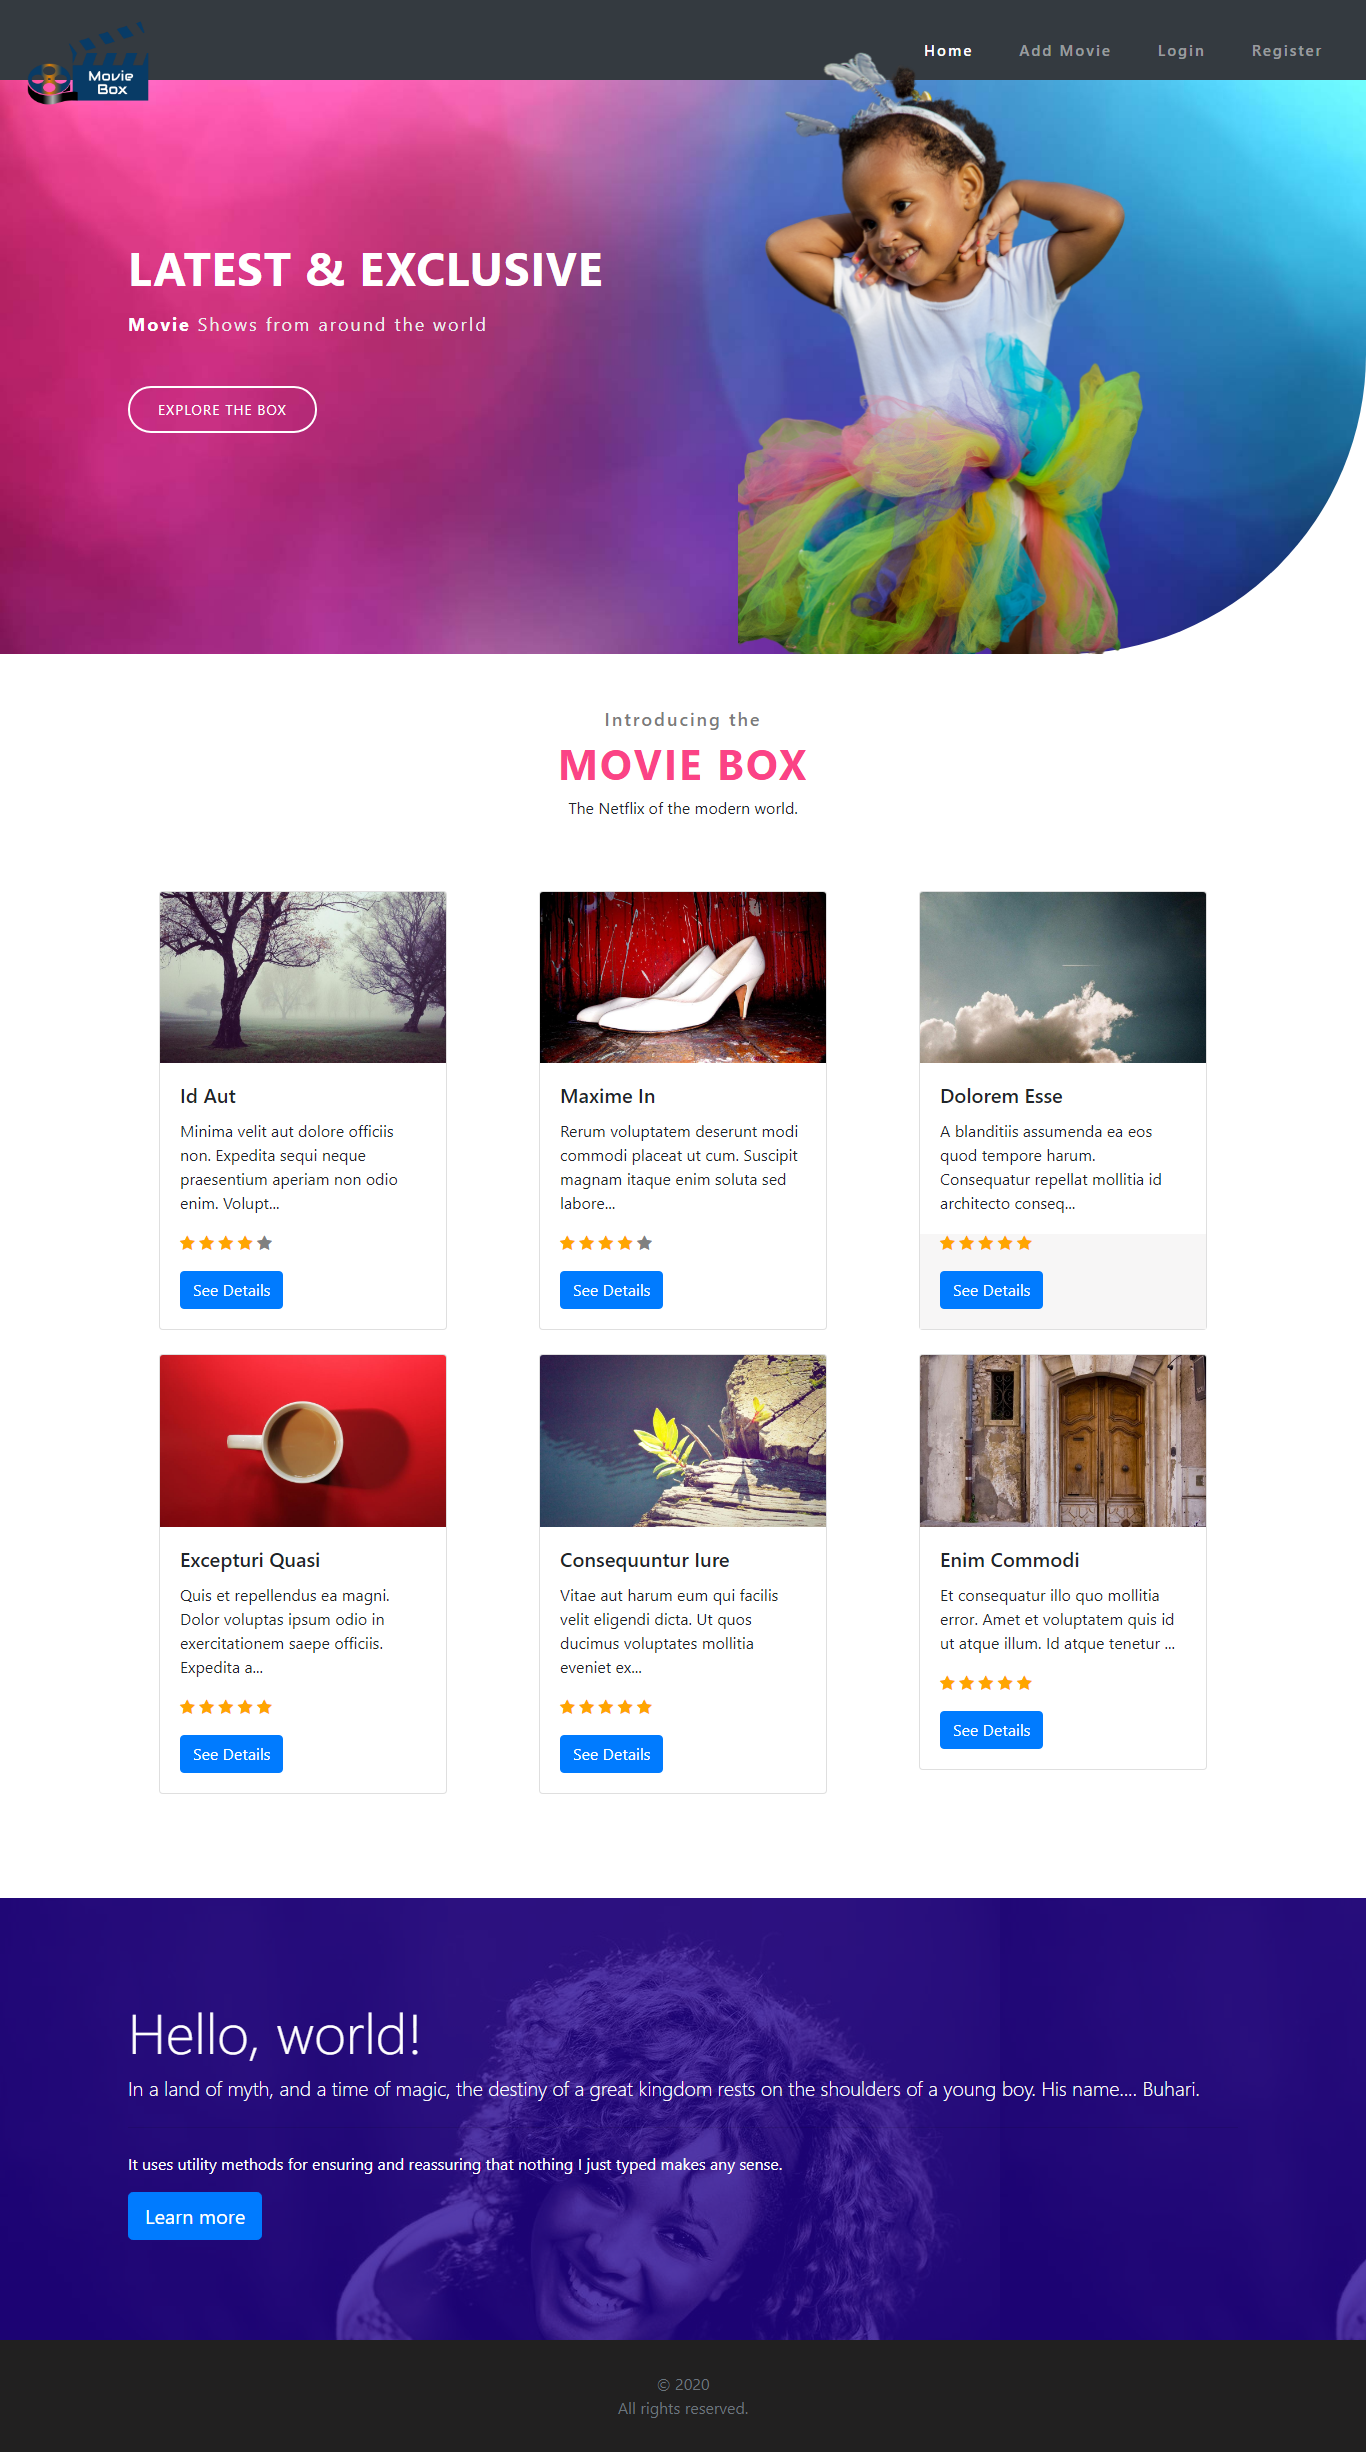 Movie
Box
Home Add Movie Login Register
LATEST & EXCLUSIVE
Movie Shows from around the world
EXPLORE THE BOX
Introducing the
MOVIE BOX
The Netflix of the modern world.
Id Aut
Minima velit aut dolore officiis
non. Expedita sequi neque
praesentium aperiam non odio
enim. Volupt...
See Details
Maxime In
Rerum voluptatem deserunt modi
commodi placeat ut cum. Suscipit
magnam itaque enim soluta sed
labore...
See Details
Dolorem Esse
A blanditiis assumenda ea eos
quod tempore harum.
Consequatur repellat mollitia id
architecto conseq...
See Details
Excepturi Quasi
Quis et repellendus ea magni.
Dolor voluptas ipsum odio in
exercitationem saepe officiis.
Expedita a...
See Details
Consequuntur Iure
Vitae aut harum eum qui facilis
velit eligendi dicta. Ut quos
ducimus voluptates mollitia
eveniet ex...
See Details
Enim Commodi
Et consequatur illo quo mollitia
error. Amet et voluptatem quis id
ut atque illum. Id atque tenetur ...
See Details
Hello, world!
In a land of myth, and a time of magic, the destiny of a great kingdom rests on the shoulders of a young boy. His name.... Buhari.
It uses utility methods for ensuring and reassuring that nothing I just typed makes any sense.
Learn more
© 2020
All rights reserved.